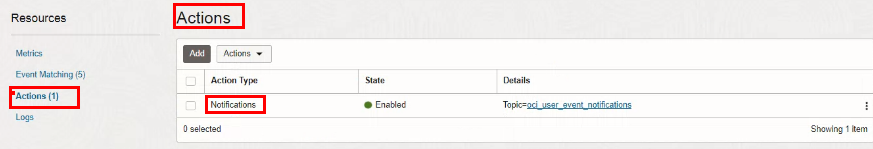 Resources
Metrics
Event Matching (5)
Actions (1)
Logs
Actions
Add Actions
Action Type State Details
Notifications Enabled Topic=oci_user_event_notifications
0 selected Showing 1 item